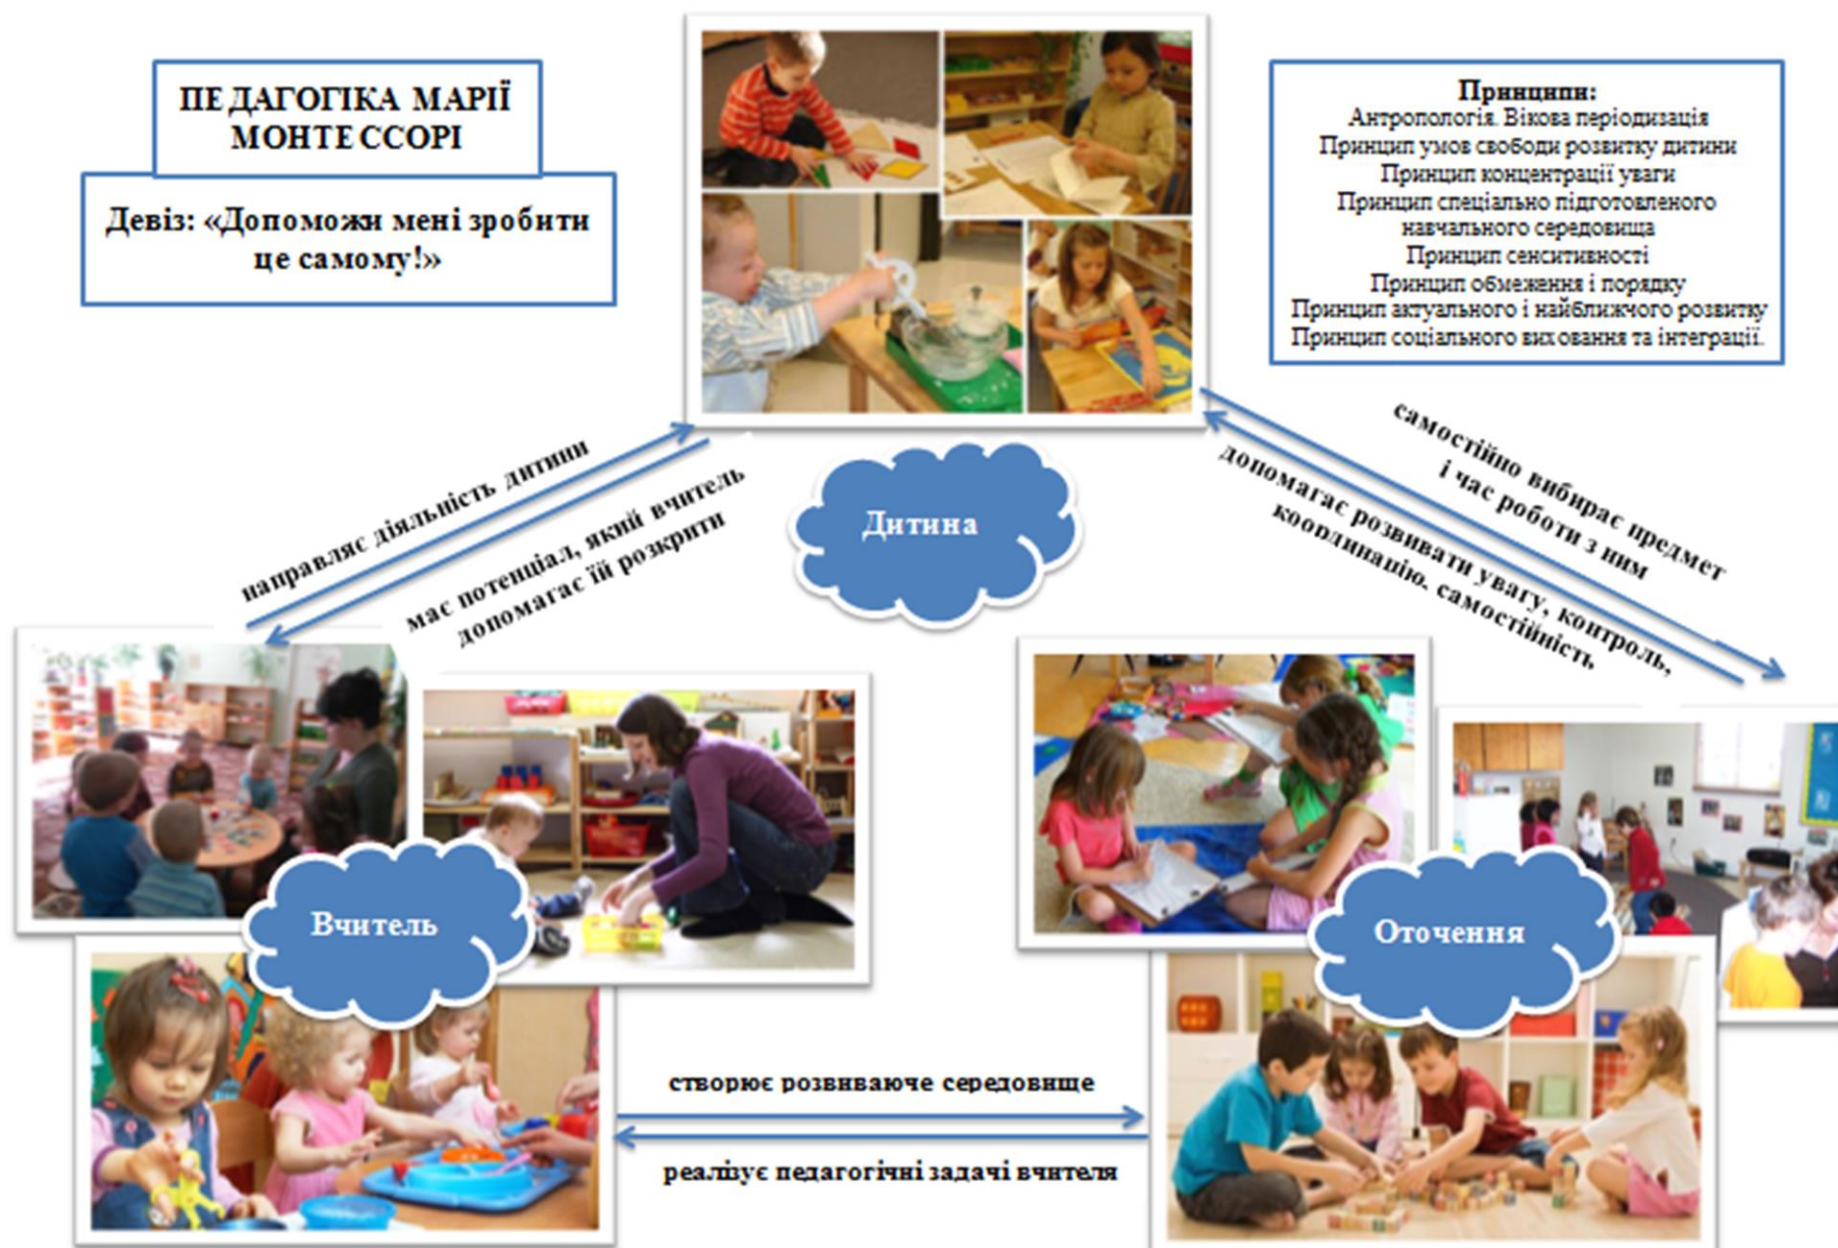 ПЕДАГОГІКА МАРІЇ
МОНТЕССОРІ
Девіз: «Допоможи мені зробити
це самому!»
Принципи:
Антропологія. Вікова періодизація
Принцип умов свободи розвитку дитини
Принцип концентрації уваги
Принцип спеціально підготовленого
навчального середовища
Принцип сенситивності
Принцип обмеження і порядку
Принцип актуального і найближчого розвитку
Принцип соціального виховання та інтеграції.
направляє діяльність дитини
має потенціал, який вчитель
допомагає їй розкрити
Дитина
самостійно вибирає предмет
і час роботи з ним
допомагає розвивати увагу, контроль,
координацію. самостійність
Вчитель
Оточення
створює розвиваюче середовище
реалізує педагогічні задачі вчителя